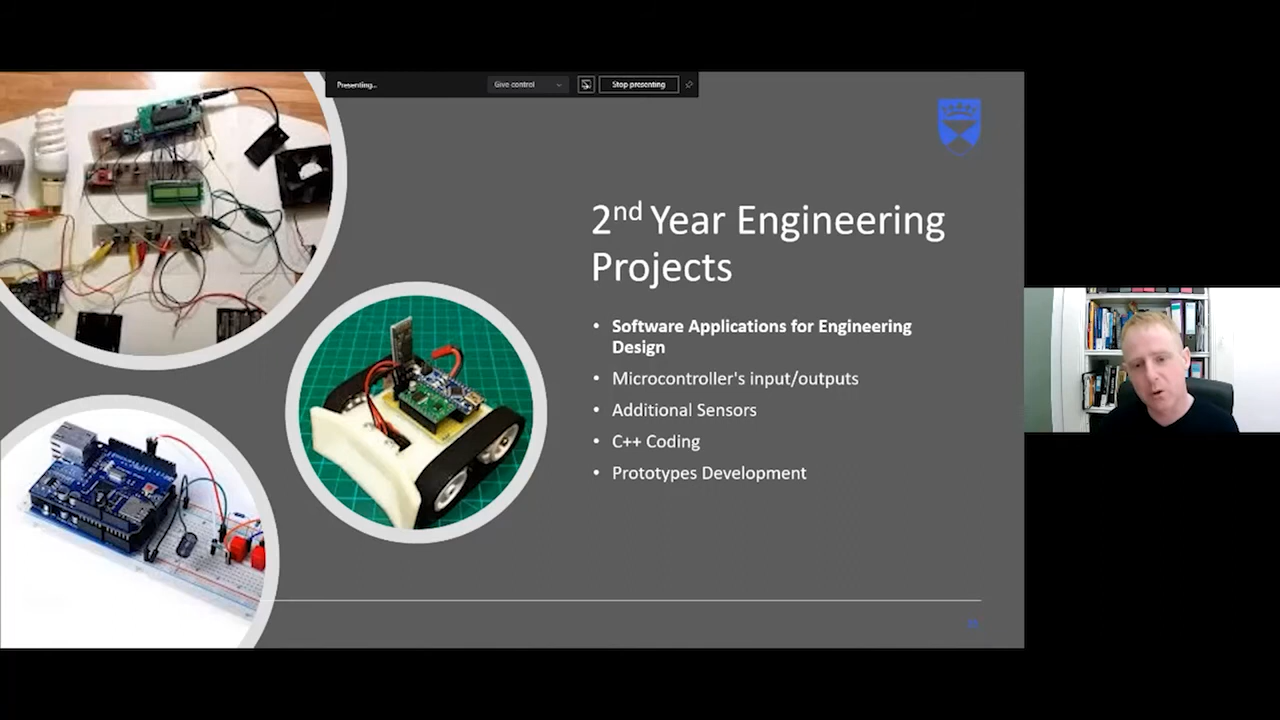 Presenting...
Give control
Stop presenting
2nd Year Engineering
Projects
• Software Applications for Engineering
Design
• Microcontroller's input/outputs
• Additional Sensors
• C++ Coding
• Prototypes Development